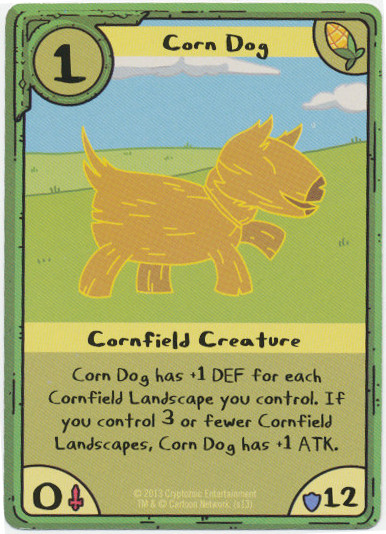 1
Corn Dog
Cornfield Creature
Corn Dog has +1 DEF for each
Cornfield Landscape you control. If
you control 3 or fewer Cornfield
Landscapes, Corn Dog has +1 ATK.
0
© 2013 Cryptozoic Entertainment
TM & © Cartoon Network. (s13)
12